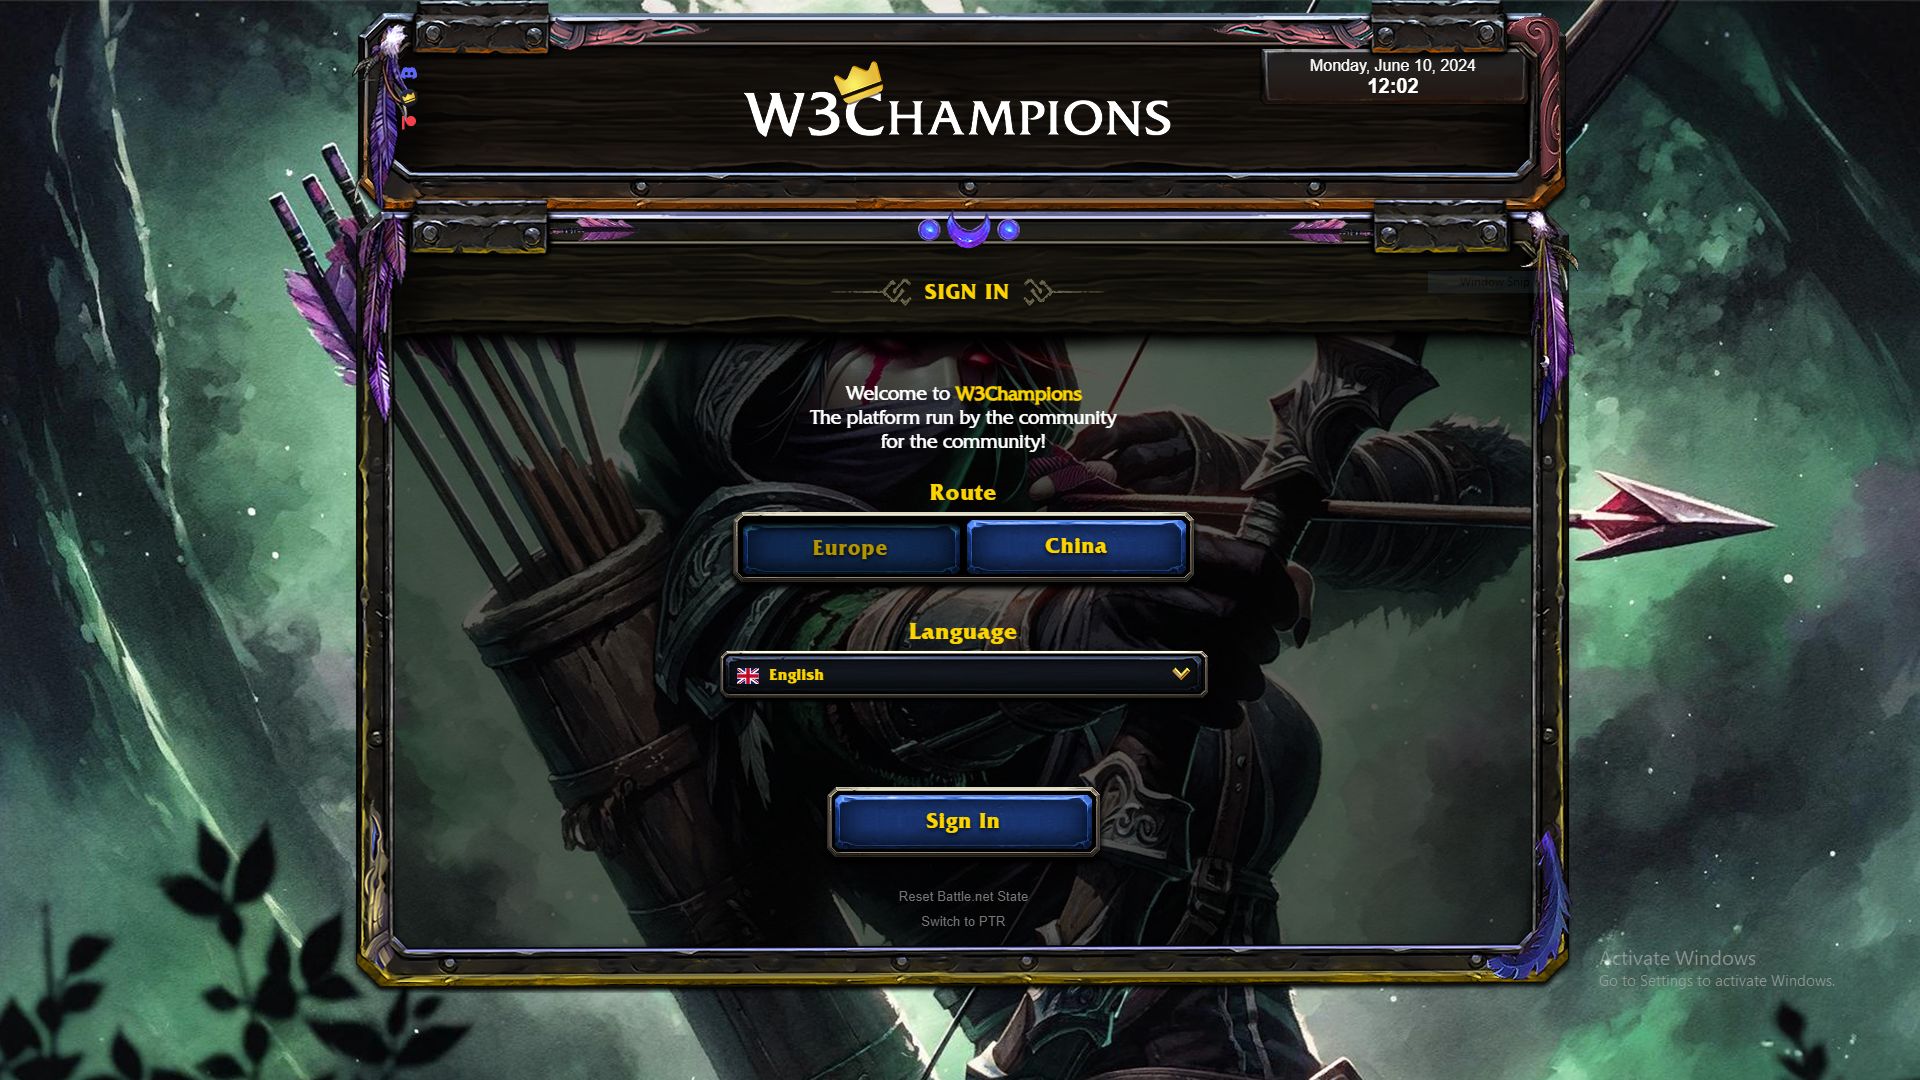 Monday, June 10, 2024
12:02
W3CHAMPIONS
SIGN IN
Window Snip
Welcome to W3Champions
The platform run by the community
for the community!
Route
Europe
China
Language
English
Sign In
Reset Battle.net State
Switch to PTR
Activate Windows
Go to Settings to activate Windows.